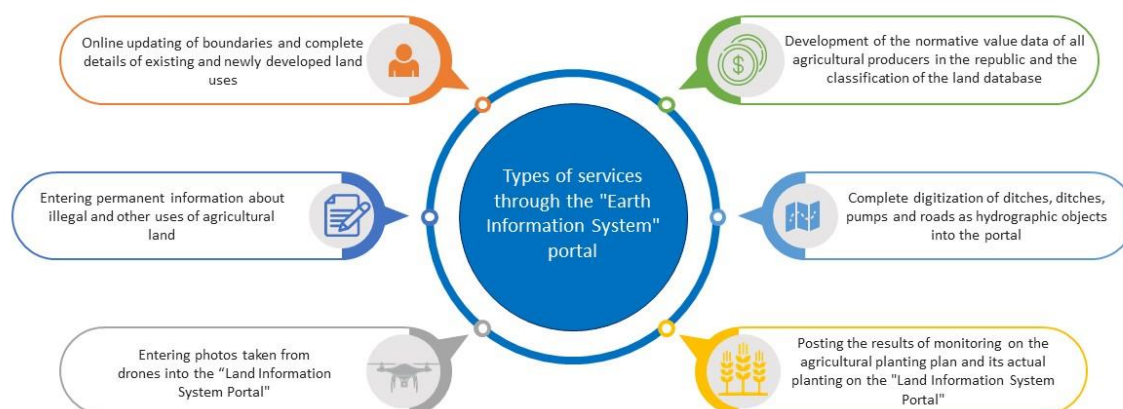 Online updating of boundaries and complete
details of existing and newly developed land
uses
Development of the normative value data of all
agricultural producers in the republic and the
classification of the land database
$
Types of services
through the "Earth
Information System"
portal
Entering permanent information about
illegal and other uses of agricultural
land
Complete digitization of ditches, ditches,
pumps and roads as hydrographic objects
into the portal
Entering photos taken from
drones into the “Land Information
System Portal"
Posting the results of monitoring on the
agricultural planting plan and its actual
planting on the "Land Information System
Portal"